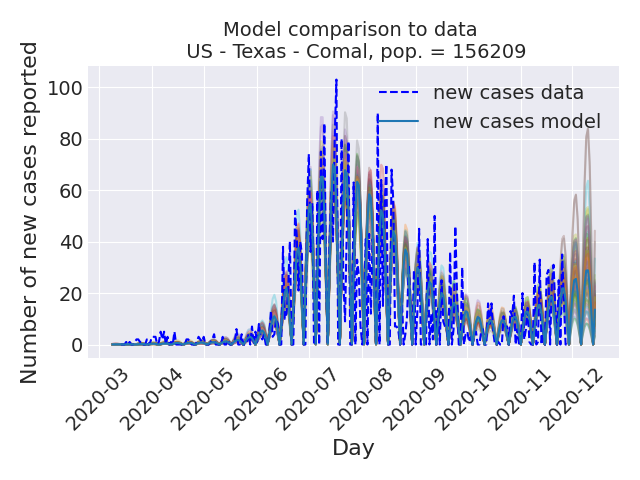 Model comparison to data
US - Texas - Comal, pop. = 156209
Number of new cases reported
100
80
60
40
20
0
new cases data
new cases model
2020-03
2020-04
2020-05
2020-06
2020-07
2020-08
2020-09
2020-10
2020-11
2020-12
Day